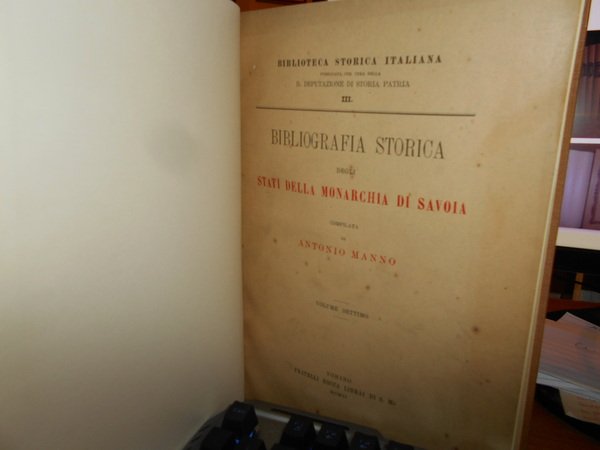 BIBLIOTECA STORICA ITALIANA
PUBBLICATA PER CURA DELLA
R. DEPUTAZIONE DI STORIA PATRIA
III.
BIBLIOGRAFIA STORICA
DEGLI
STATI DELLA MONARCHIA DI SAVOIA
COMPILATA
DA
ANTONIO MANNO
VOLUME SETTIMO
TORINO
FRATELLI BOCCA LIBRAI DI S. M.